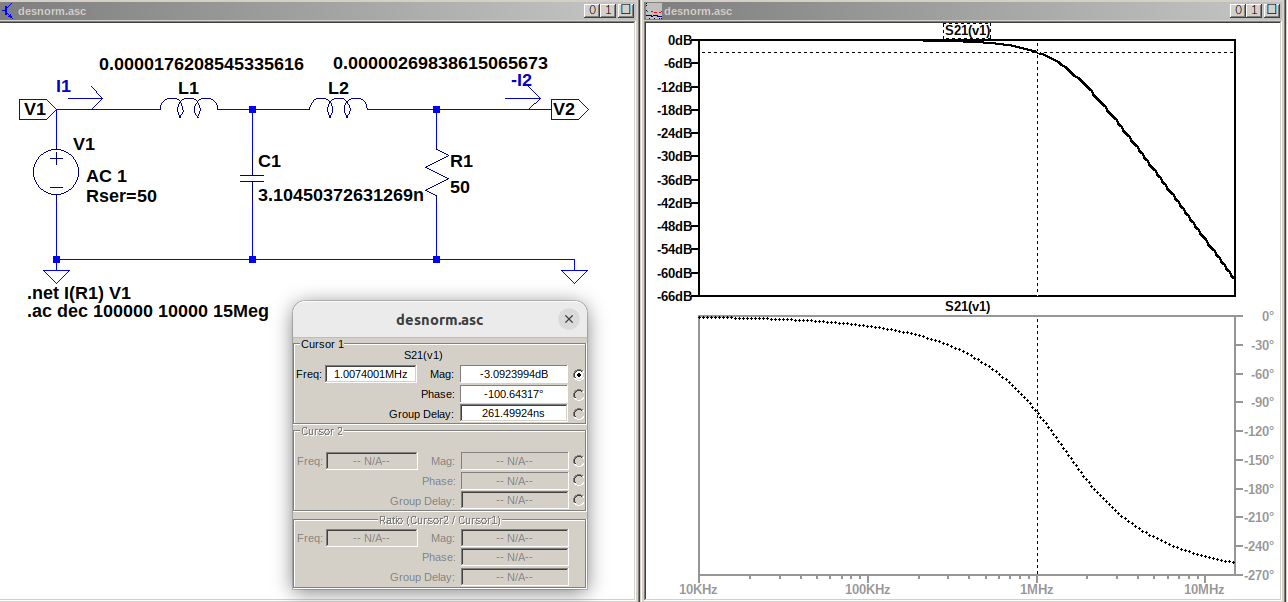 desnorm.asc
0 1
0.0000176208545335616
0.00000269838615065673
I1
L1
L2
-I2
V1
V2
V1
AC 1
Rser=50
C1
3.10450372631269n
R1
50
.net I(R1) V1
.ac dec 100000 10000 15Meg
desnorm.asc
Cursor 1
S21(v1)
Freq: 1.0074001MHz Mag: -3.0923994dB
Phase: -100.64317°
Group Delay: 261.49924ns
Cursor 2
Freq: -- N/A-- Mag: -- N/A--
Phase: -- N/A--
Group Delay: -- N/A--
Ratio (Cursor2 / Cursor1)
Freq: -- N/A-- Mag: -- N/A--
Phase: -- N/A--
Group Delay: -- N/A--
desnorm.asc
0 1
S21(v1)
0dB
-6dB
-12dB
-18dB
-24dB
-30dB
-36dB
-42dB
-48dB
-54dB
-60dB
-66dB
S21(v1)
0°
-30°
-60°
-90°
-120°
-150°
-180°
-210°
-240°
-270°
10KHz 100KHz 1MHz 10MHz